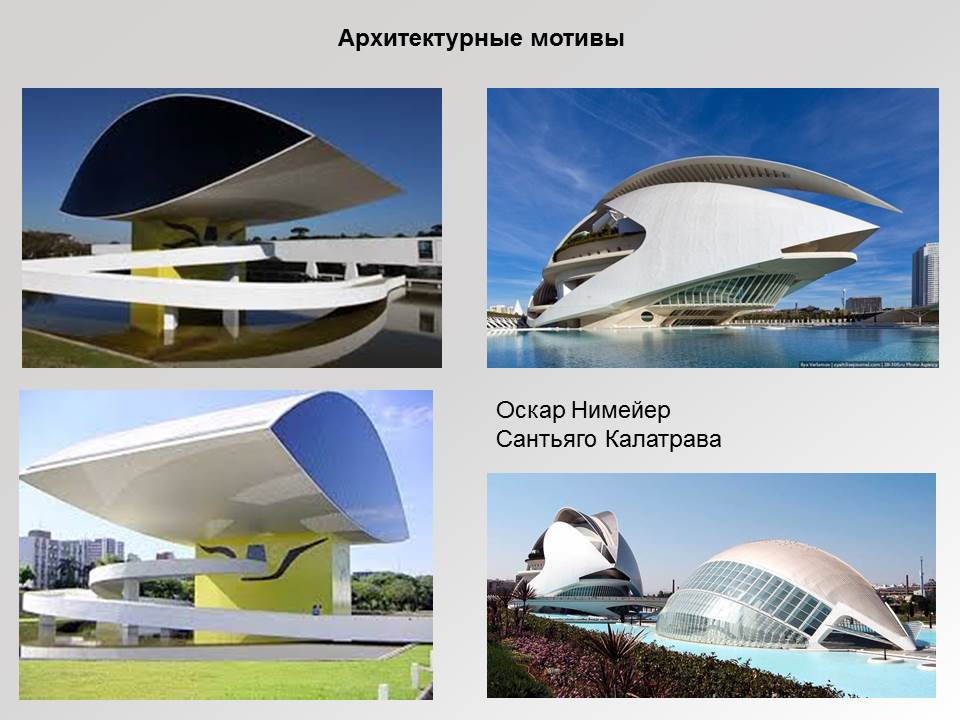 Архитектурные мотивы
Оскар Нимейер
Сантьяго Калатрава